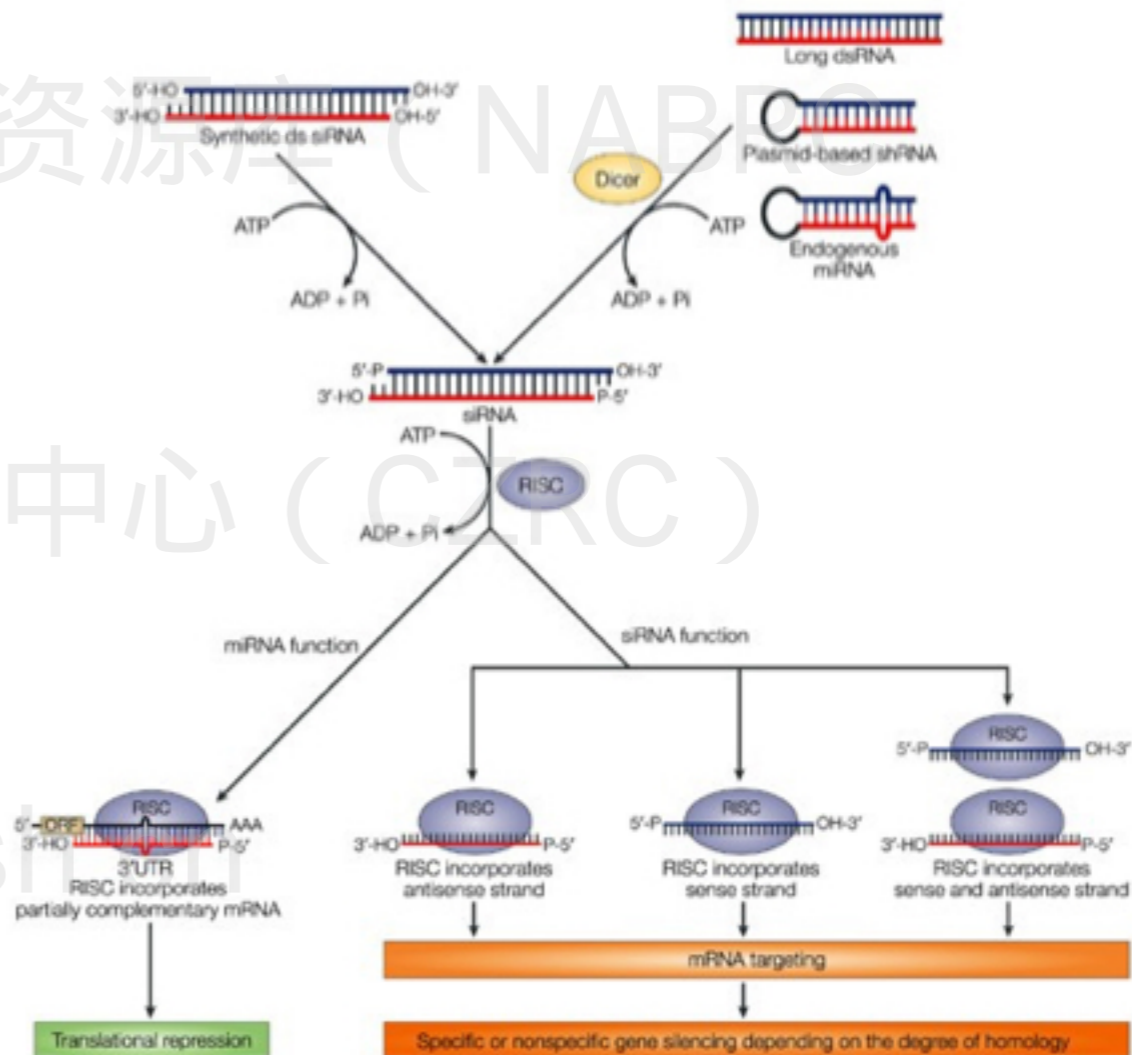 Long dsRNA
5'-HO
OH-3'
3'-HO
OH-5'
Synthetic ds siRNA
资源库（NABRC
Plasmid-based shRNA
Dicer
ATP
ATP
Endogenous
miRNA
ADP + Pi
ADP + Pi
5'-P
OH-3'
3'-HO
P-5'
siRNA
ATP
RISC
中心（CZRC）
ADP + Pi
miRNA function
siRNA function
RISC
5'-P
OH-3'
RISC
RISC
RISC
RISC
5'
ORF
AAA
3'-HO
P-5'
3'UTR
RISC incorporates
partially complementary mRNA
3'-HO
P-5'
RISC incorporates
antisense strand
5'-P
OH-3'
RISC incorporates
sense strand
3'-HO
P-5'
RISC incorporates
sense and antisense strand
mRNA targeting
Translational repression
Specific or nonspecific gene silencing depending on the degree of homology